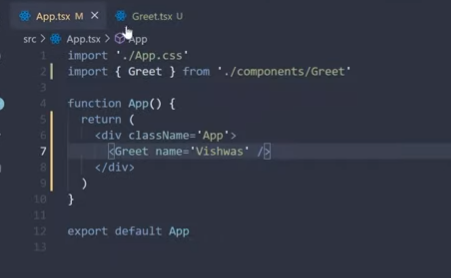 App.tsx M ✕ Greet.tsx U
src > App.tsx > App
1 import './App.css'
2 import { Greet } from './components/Greet'
3
4 function App() {
5 return (
6 <div className='App'>
7 <Greet name='Vishwas' />
8 </div>
9 )
10 }
11
12 export default App
13